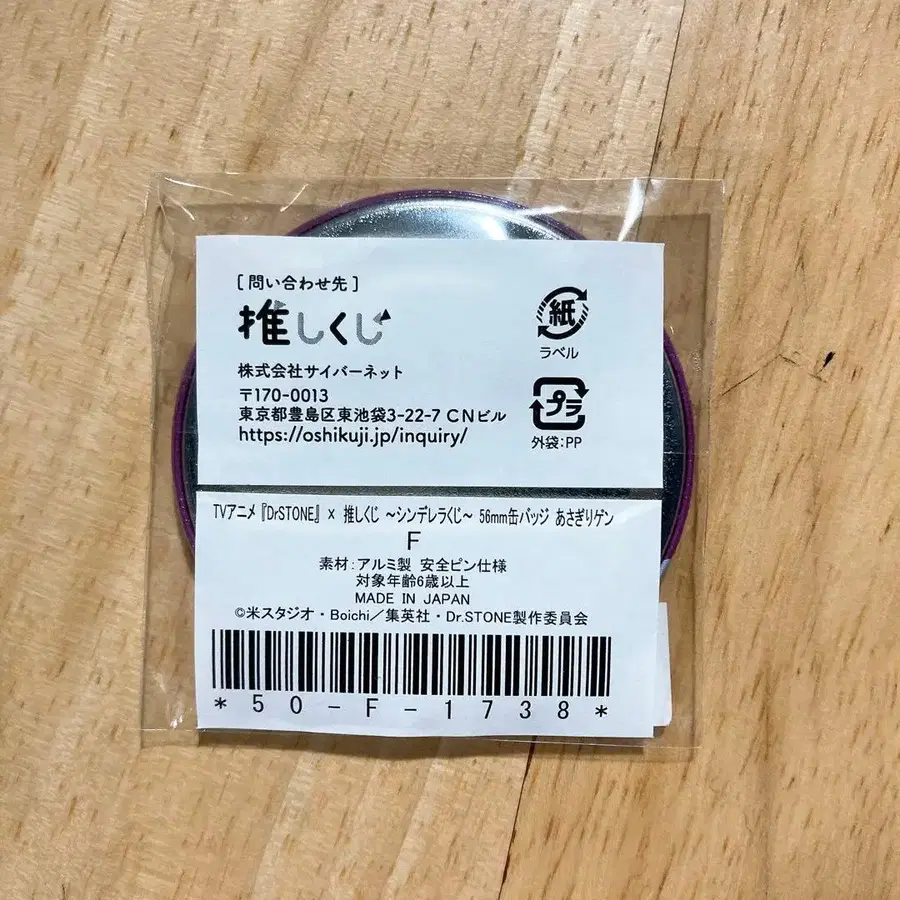 [問い合わせ先]
推しくじ
株式会社サイバーネット
〒170-0013
東京都豊島区東池袋3-22-7 CNビル
https://oshikuji.jp/inquiry/
紙
ラベル
プラ
外袋:PP
TVアニメ『DrSTONE』× 推しくじ ~シンデレラくじ~ 56mm缶バッジ あさぎりゲン
F
素材:アルミ製 安全ピン仕様
対象年齢6歳以上
MADE IN JAPAN
©米スタジオ・Boichi/集英社・Dr.STONE製作委員会
*50-F-1738*